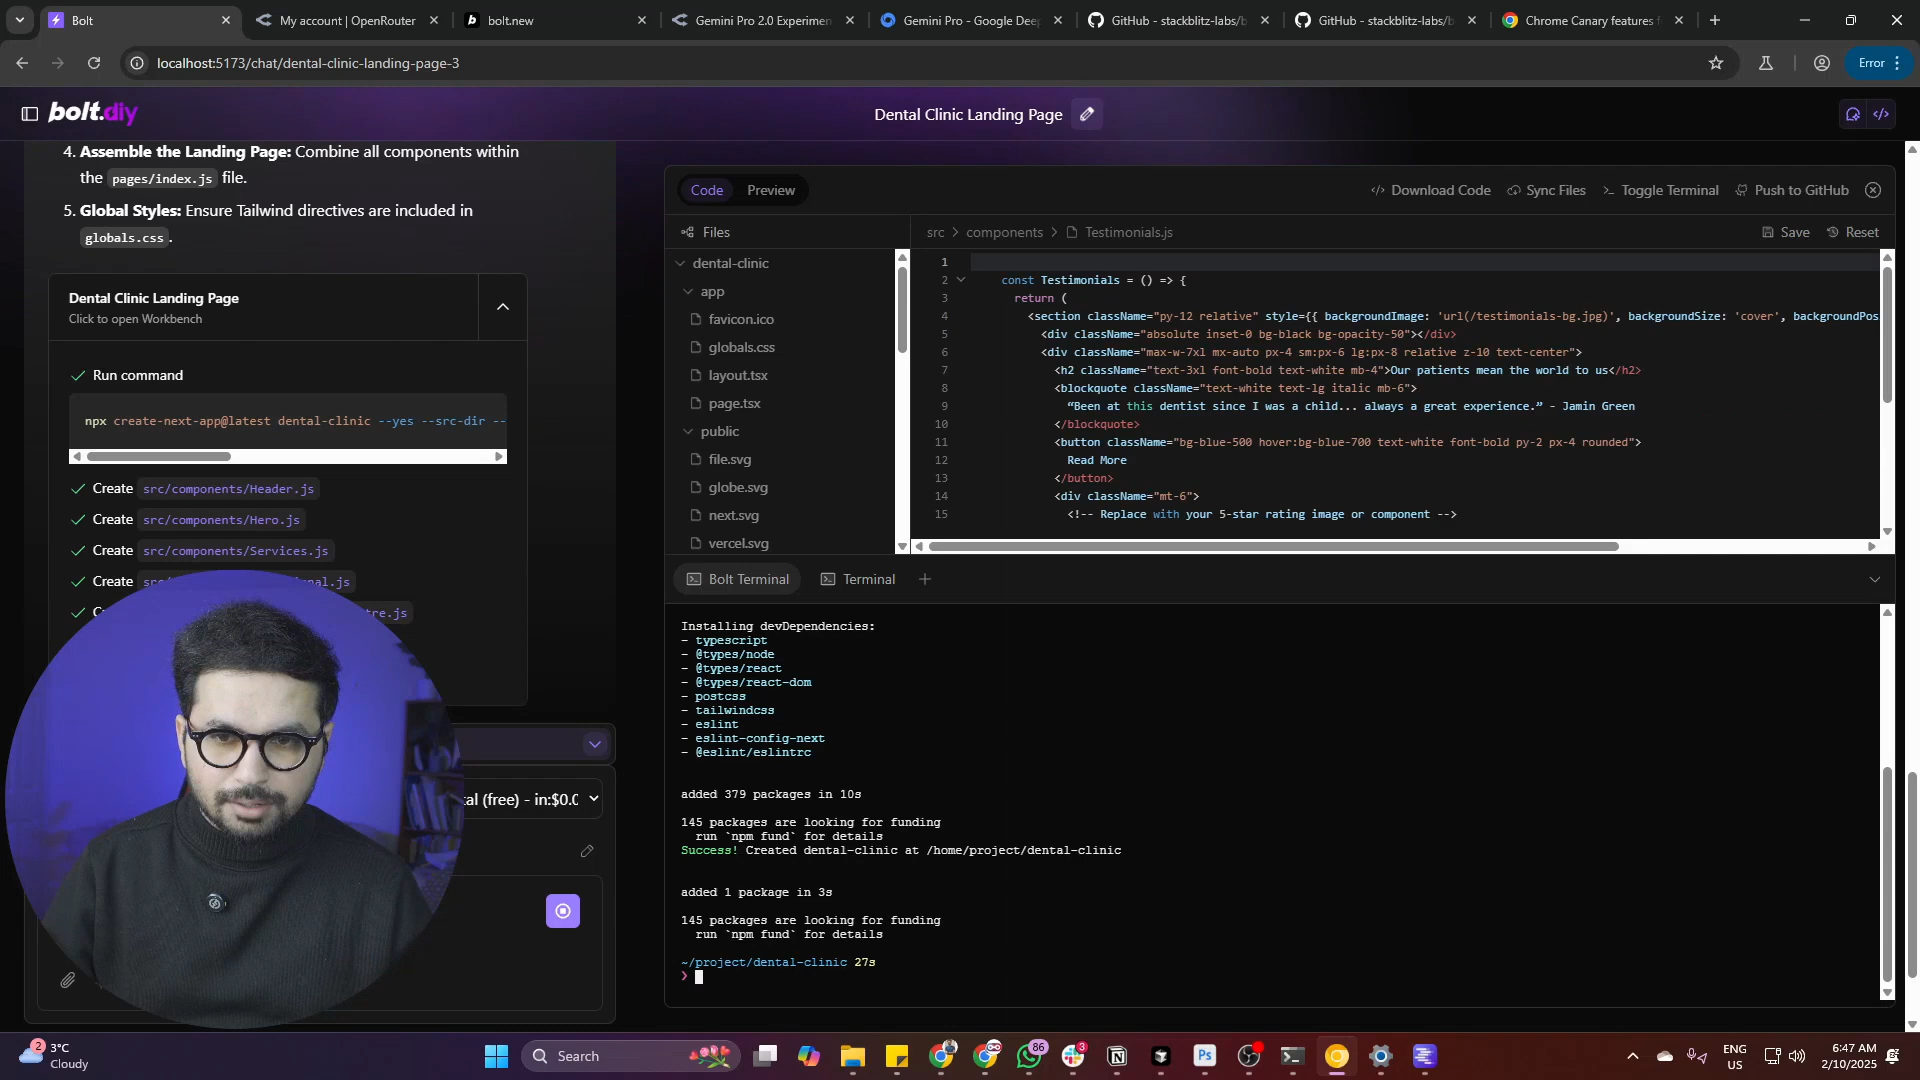 Bolt
My account | OpenRouter
bolt.new
Gemini Pro 2.0 Experimen
Gemini Pro - Google Deep
GitHub - stackblitz-labs/b
GitHub - stackblitz-labs/b
Chrome Canary features f
localhost:5173/chat/dental-clinic-landing-page-3
Error
bolt.diy
Dental Clinic Landing Page
4. Assemble the Landing Page: Combine all components within
the pages/index.js file.
5. Global Styles: Ensure Tailwind directives are included in
globals.css.
Dental Clinic Landing Page
Click to open Workbench
Run command
npx create-next-app@latest dental-clinic --yes --src-dir --
Create src/components/Header.js
Create src/components/Hero.js
Create src/components/Services.js
Create
tal (free) - in:$0.0
Code
Preview
Download Code
Sync Files
Toggle Terminal
Push to GitHub
Files
dental-clinic
app
favicon.ico
globals.css
layout.tsx
page.tsx
public
file.svg
globe.svg
next.svg
vercel.svg
src > components > Testimonials.js
Save
Reset
1
2 const Testimonials = () => {
3 return (
4 <section className="py-12 relative" style={{ backgroundImage: 'url(/testimonials-bg.jpg)', backgroundSize: 'cover', backgroundPos
5 <div className="absolute inset-0 bg-black bg-opacity-50"></div>
6 <div className="max-w-7xl mx-auto px-4 sm:px-6 lg:px-8 relative z-10 text-center">
7 <h2 className="text-3xl font-bold text-white mb-4">Our patients mean the world to us</h2>
8 <blockquote className="text-white text-lg italic mb-6">
9 “Been at this dentist since I was a child... always a great experience.” - Jamin Green
10 </blockquote>
11 <button className="bg-blue-500 hover:bg-blue-700 text-white font-bold py-2 px-4 rounded">
12 Read More
13 </button>
14 <div className="mt-6">
15 <!-- Replace with your 5-star rating image or component -->
Bolt Terminal
Terminal
Installing devDependencies:
- typescript
- @types/node
- @types/react
- @types/react-dom
- postcss
- tailwindcss
- eslint
- eslint-config-next
- @eslint/eslintrc
added 379 packages in 10s
145 packages are looking for funding
run `npm fund` for details
Success! Created dental-clinic at /home/project/dental-clinic
added 1 package in 3s
145 packages are looking for funding
run `npm fund` for details
~/project/dental-clinic 27s
❯
2
3°C
Cloudy
Search
86
3
Ps
ENG
US
6:47 AM
2/10/2025